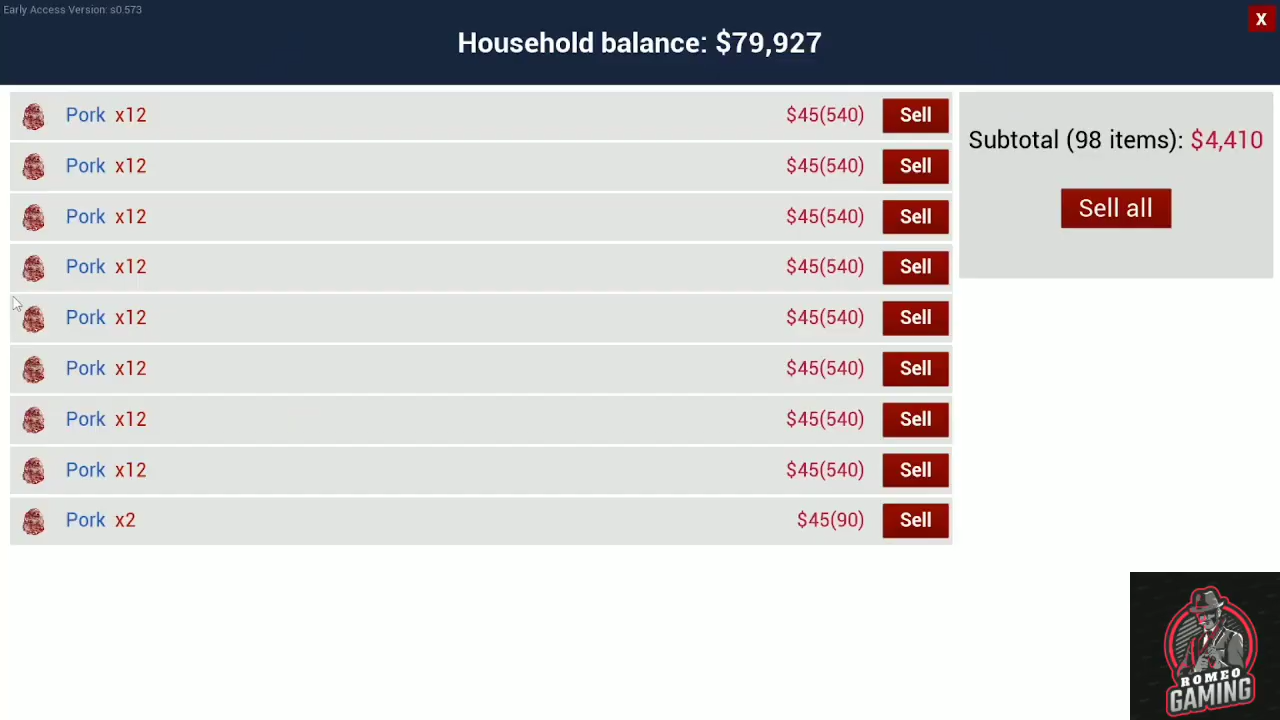 Early Access Version: s0.573
X
Household balance: $79,927
Pork x12 $45(540) Sell
Pork x12 $45(540) Sell
Pork x12 $45(540) Sell
Pork x12 $45(540) Sell
Pork x12 $45(540) Sell
Pork x12 $45(540) Sell
Pork x12 $45(540) Sell
Pork x12 $45(540) Sell
Pork x2 $45(90) Sell
Subtotal (98 items): $4,410
Sell all
ROMEO
GAMING